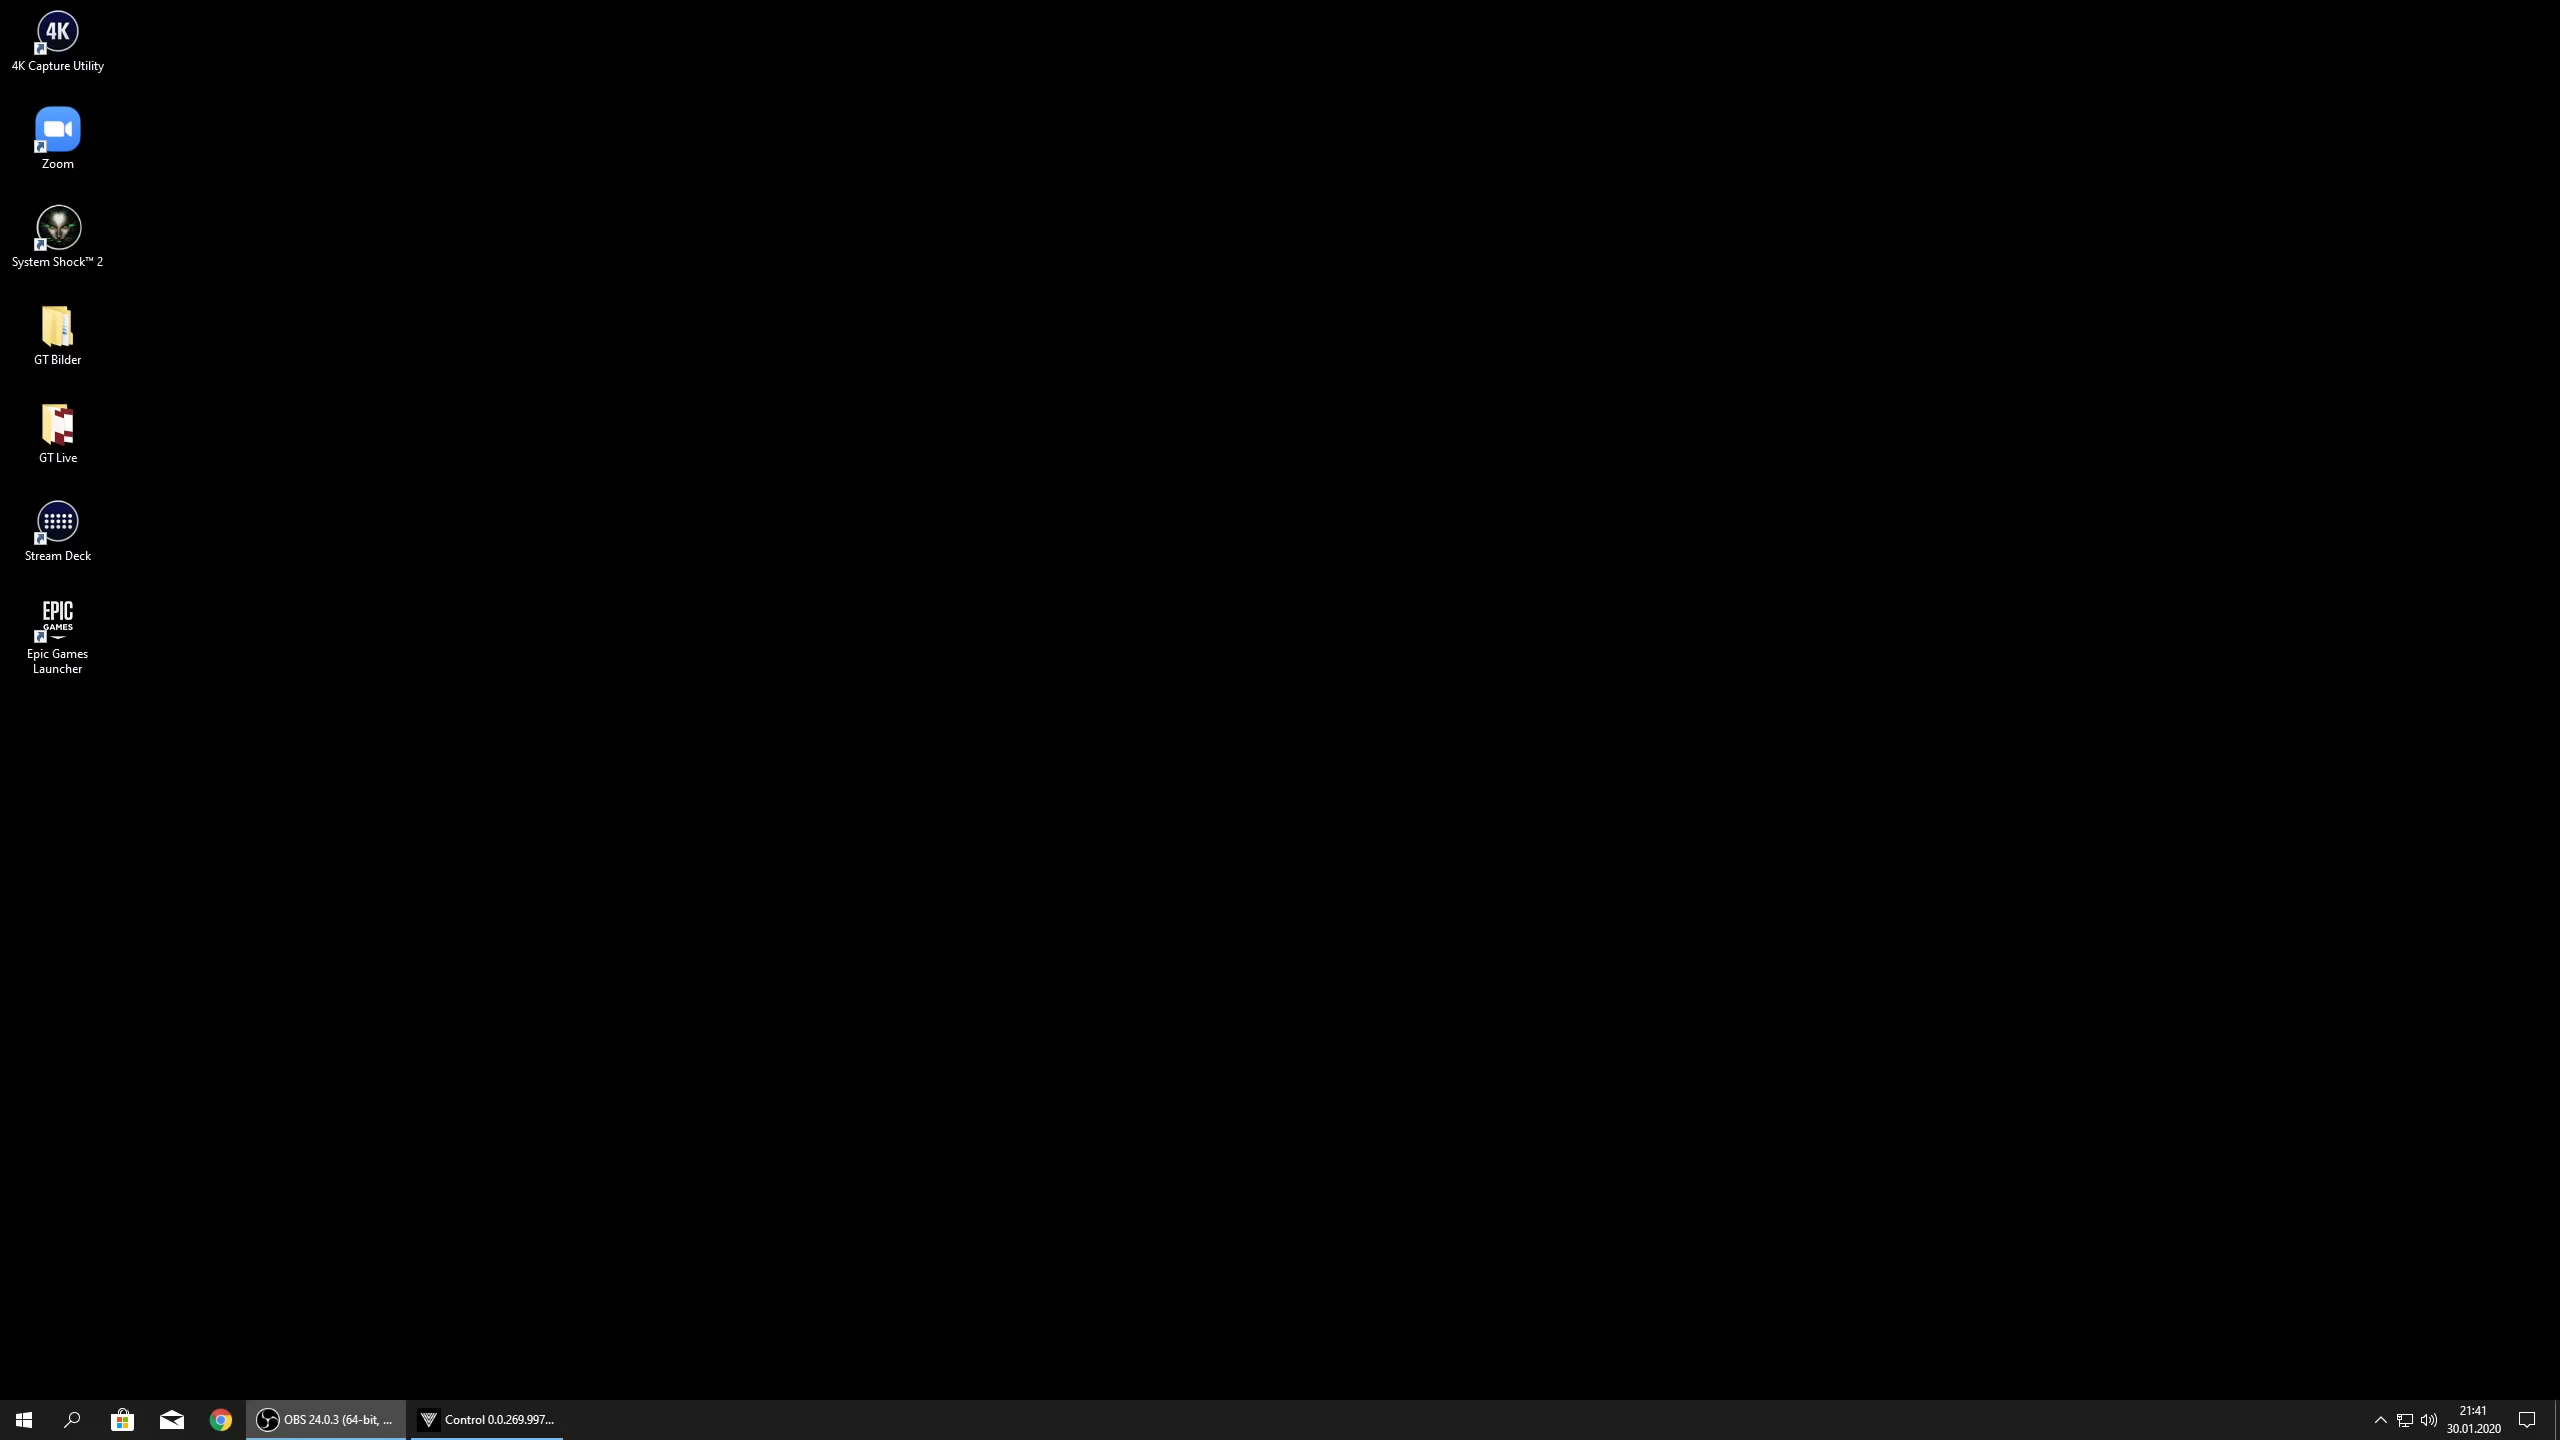 4K
4K Capture Utility
Zoom
System Shock™ 2
GT Bilder
GT Live
Stream Deck
EPIC
GAMES
Epic Games
Launcher
OBS 24.0.3 (64-bit, ...
Control 0.0.269.997...
21:41
30.01.2020